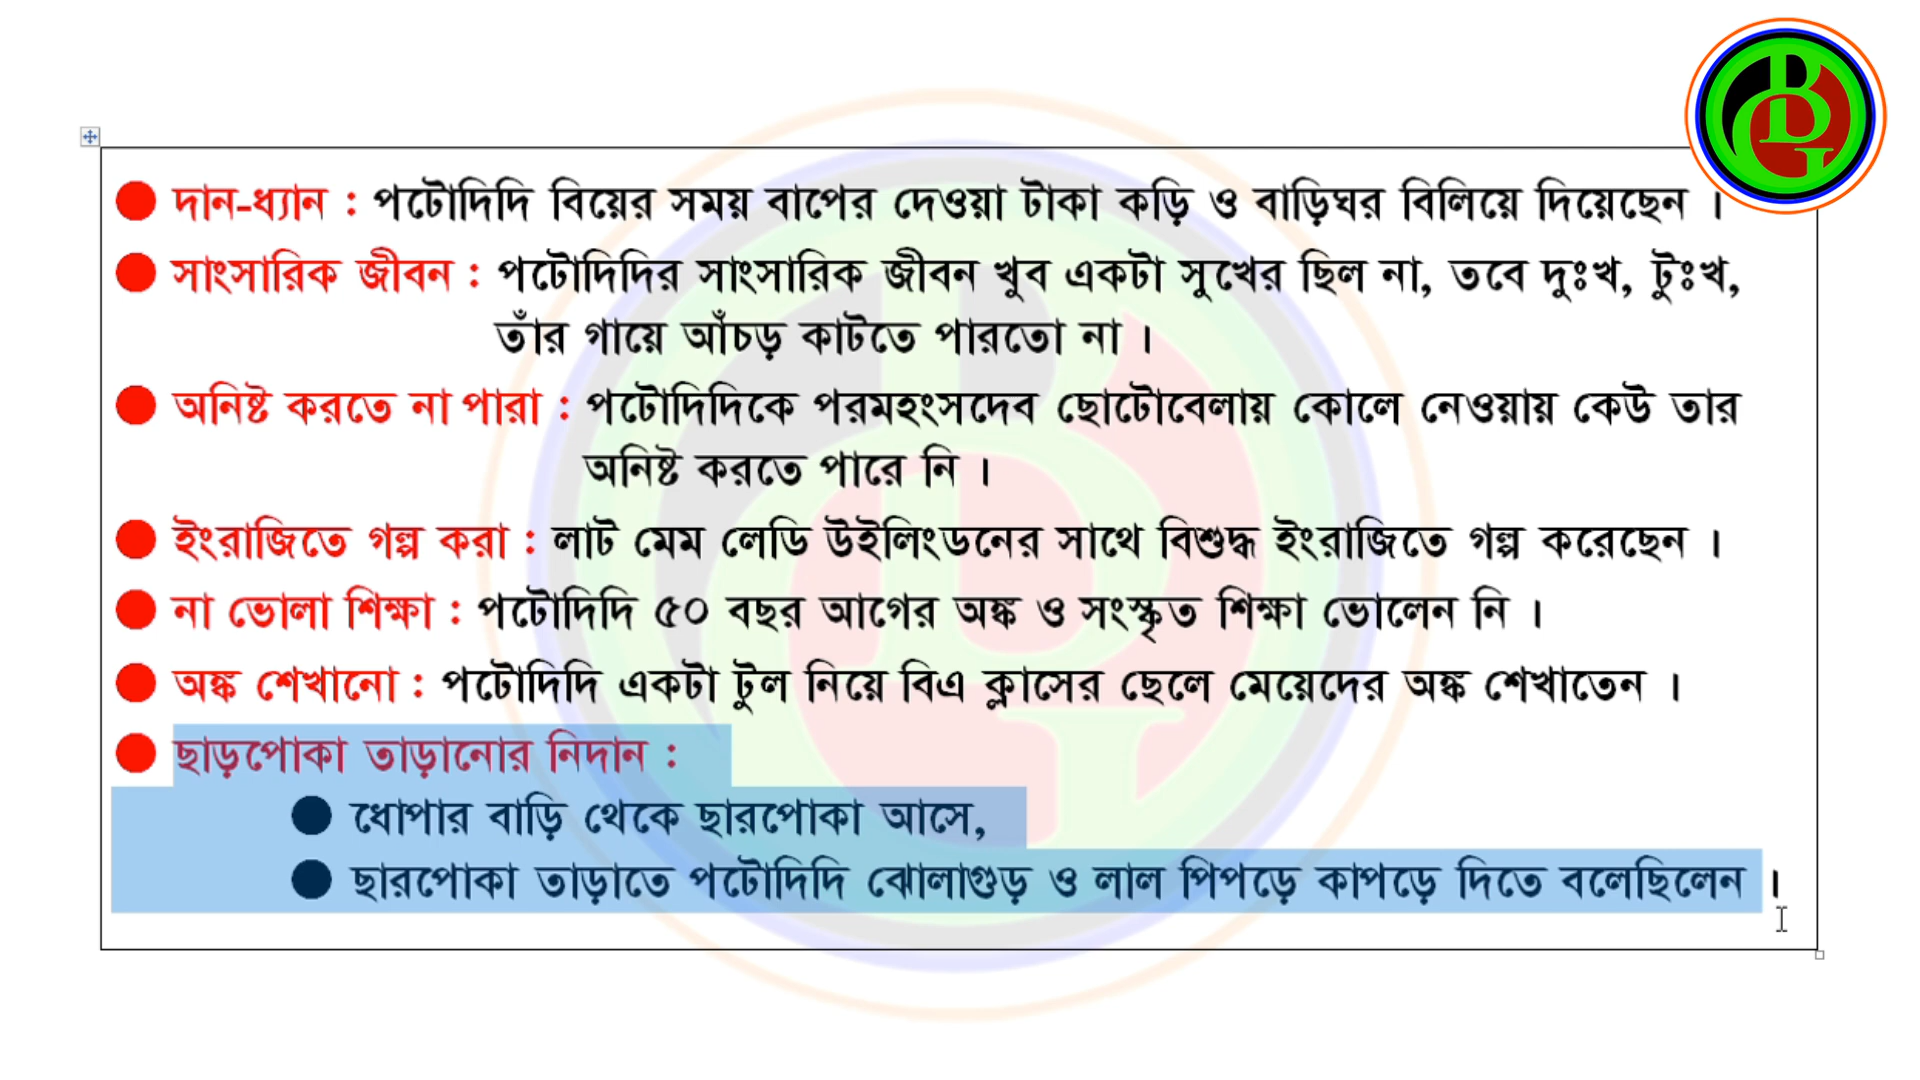 ● দান-ধ্যান : পটোদিদি বিয়ের সময় বাপের দেওয়া টাকা কড়ি ও বাড়িঘর বিলিয়ে দিয়েছেন ।
● সাংসারিক জীবন : পটোদিদির সাংসারিক জীবন খুব একটা সুখের ছিল না, তবে দুঃখ, টুঃখ,
তাঁর গায়ে আঁচড় কাটতে পারতো না ।
● অনিষ্ট করতে না পারা : পটোদিদিকে পরমহংসদেব ছোটোবেলায় কোলে নেওয়ায় কেউ তার
অনিষ্ট করতে পারে নি ।
● ইংরাজিতে গল্প করা : লাট মেম লেডি উইলিংডনের সাথে বিশুদ্ধ ইংরাজিতে গল্প করেছেন ।
● না ভোলা শিক্ষা : পটোদিদি ৫০ বছর আগের অঙ্ক ও সংস্কৃত শিক্ষা ভোলেন নি ।
● অঙ্ক শেখানো : পটোদিদি একটা টুল নিয়ে বিএ ক্লাসের ছেলে মেয়েদের অঙ্ক শেখাতেন ।
● ছাড়পোকা তাড়ানোর নিদান :
● ধোপার বাড়ি থেকে ছারপোকা আসে,
● ছারপোকা তাড়াতে পটোদিদি ঝোলাগুড় ও লাল পিপড়ে কাপড়ে দিতে বলেছিলেন ।